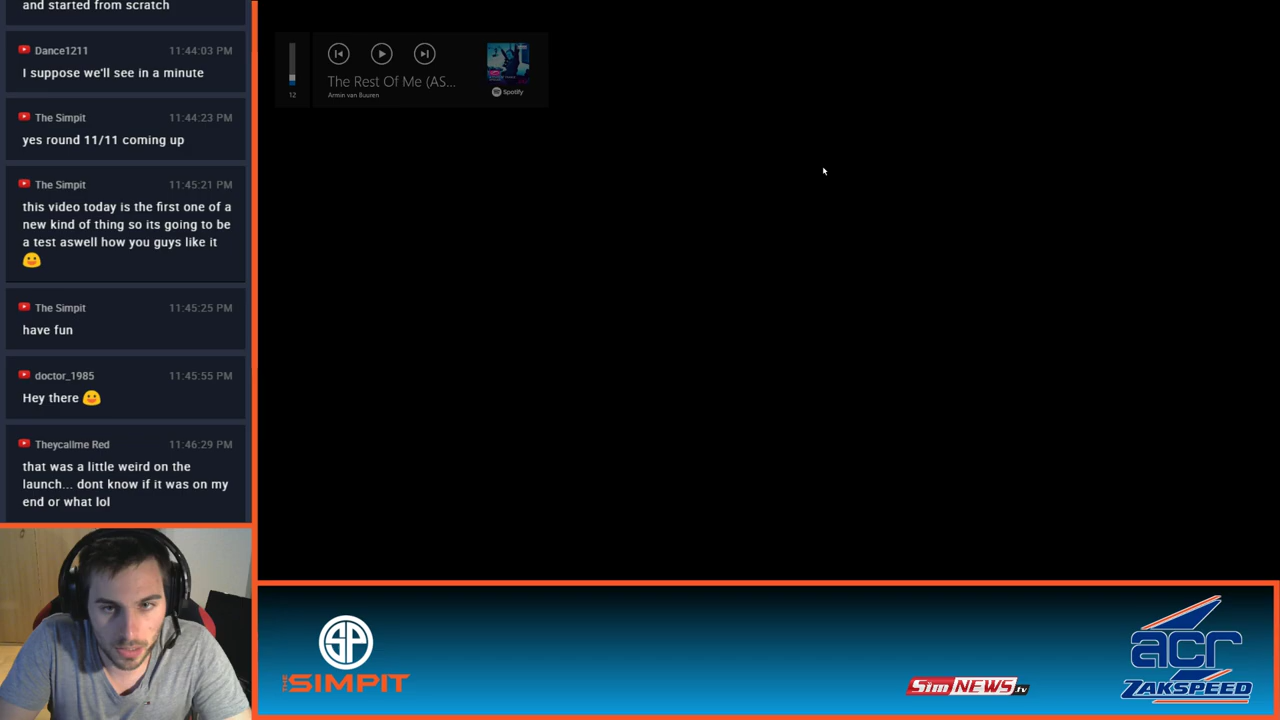 and started from scratch
Dance1211 11:44:03 PM
I suppose we'll see in a minute
The Simpit 11:44:23 PM
yes round 11/11 coming up
The Simpit 11:45:21 PM
this video today is the first one of a
new kind of thing so its going to be
a test aswell how you guys like it
The Simpit 11:45:25 PM
have fun
doctor_1985 11:45:55 PM
Hey there
Theycallme Red 11:46:29 PM
that was a little weird on the
launch... dont know if it was on my
end or what lol
12
The Rest Of Me (AS...
Armin van Buuren
Spotify
SP
THE SIMPIT
SimNEWS.tv
acr
ZAKSPEED